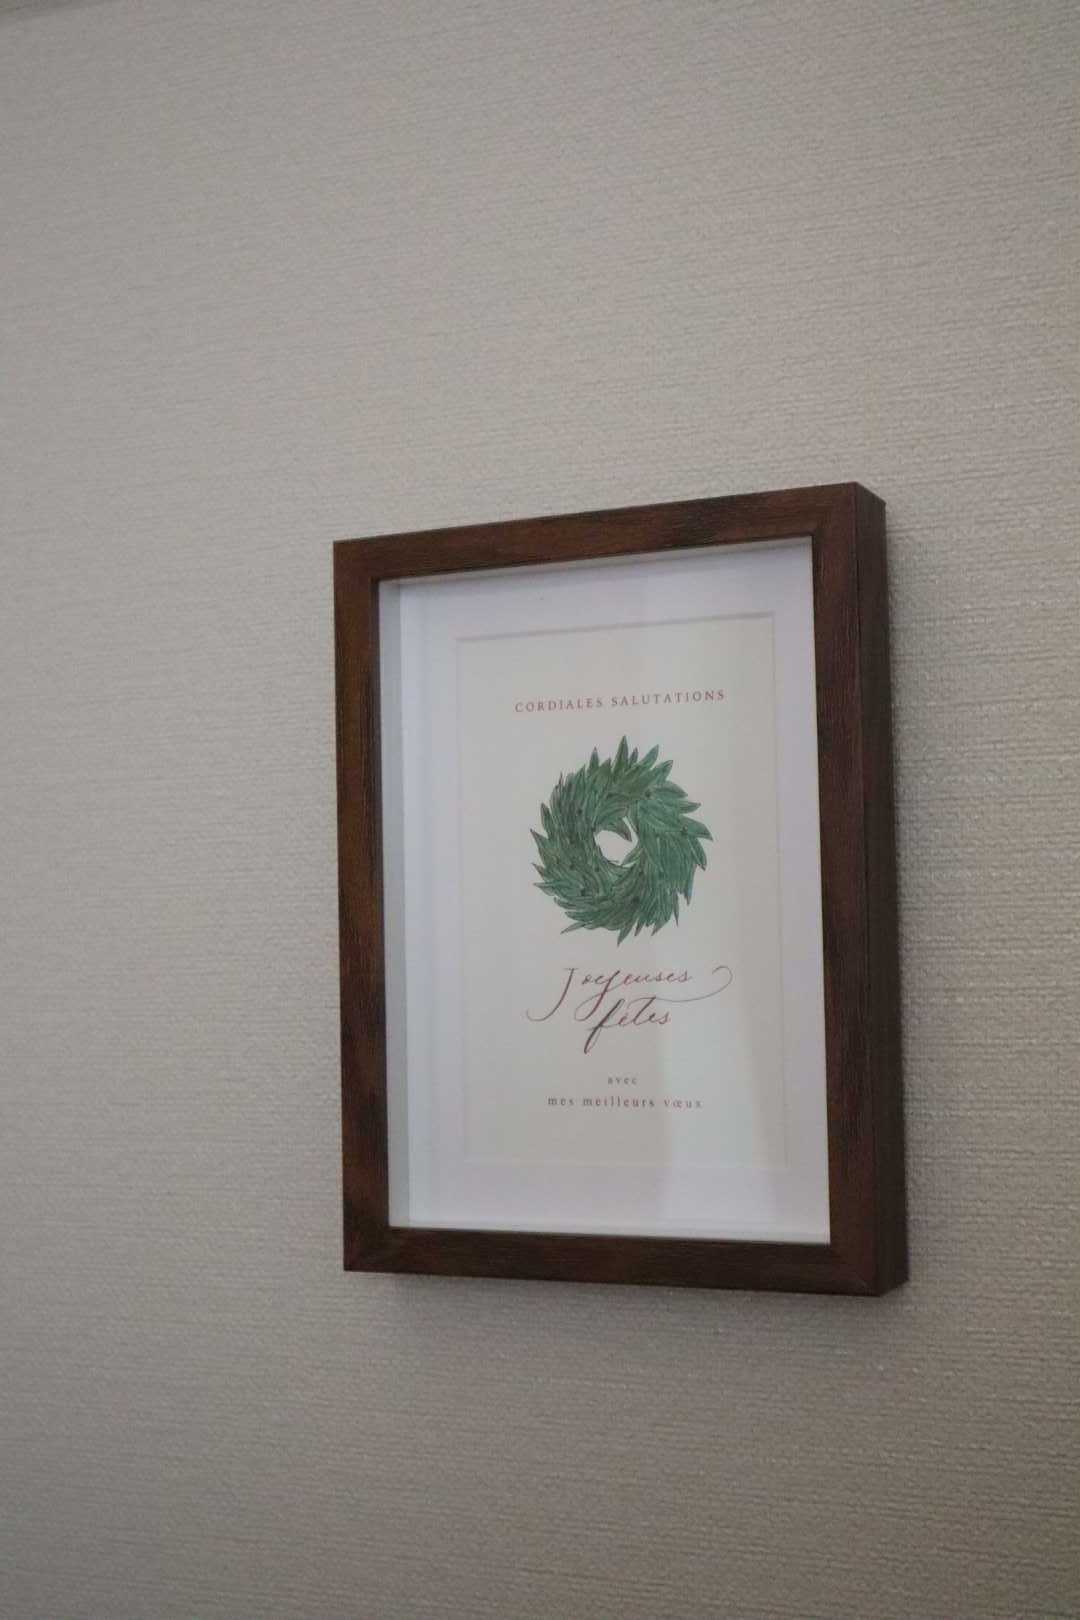 CORDIALES SALUTATIONS
Joyeuses
fêtes
avec
mes meilleurs vœux